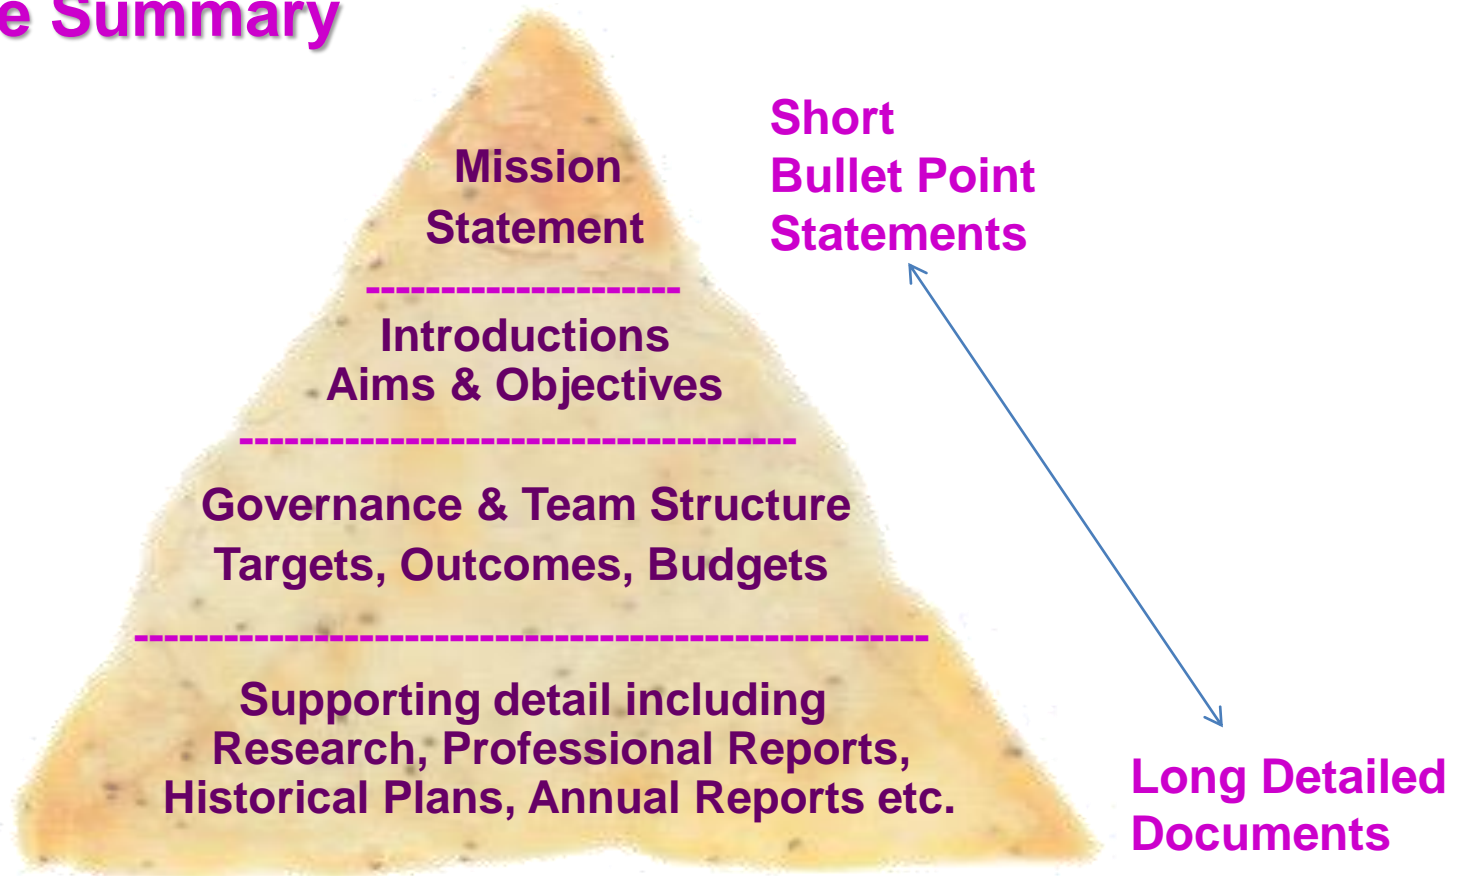 e Summary
Mission
Statement
Short
Bullet Point
Statements
---------------------
Introductions
Aims & Objectives
-------------------------------------
Governance & Team Structure
Targets, Outcomes, Budgets
-----------------------------------------------------
Supporting detail including
Research, Professional Reports,
Historical Plans, Annual Reports etc.
Long Detailed
Documents